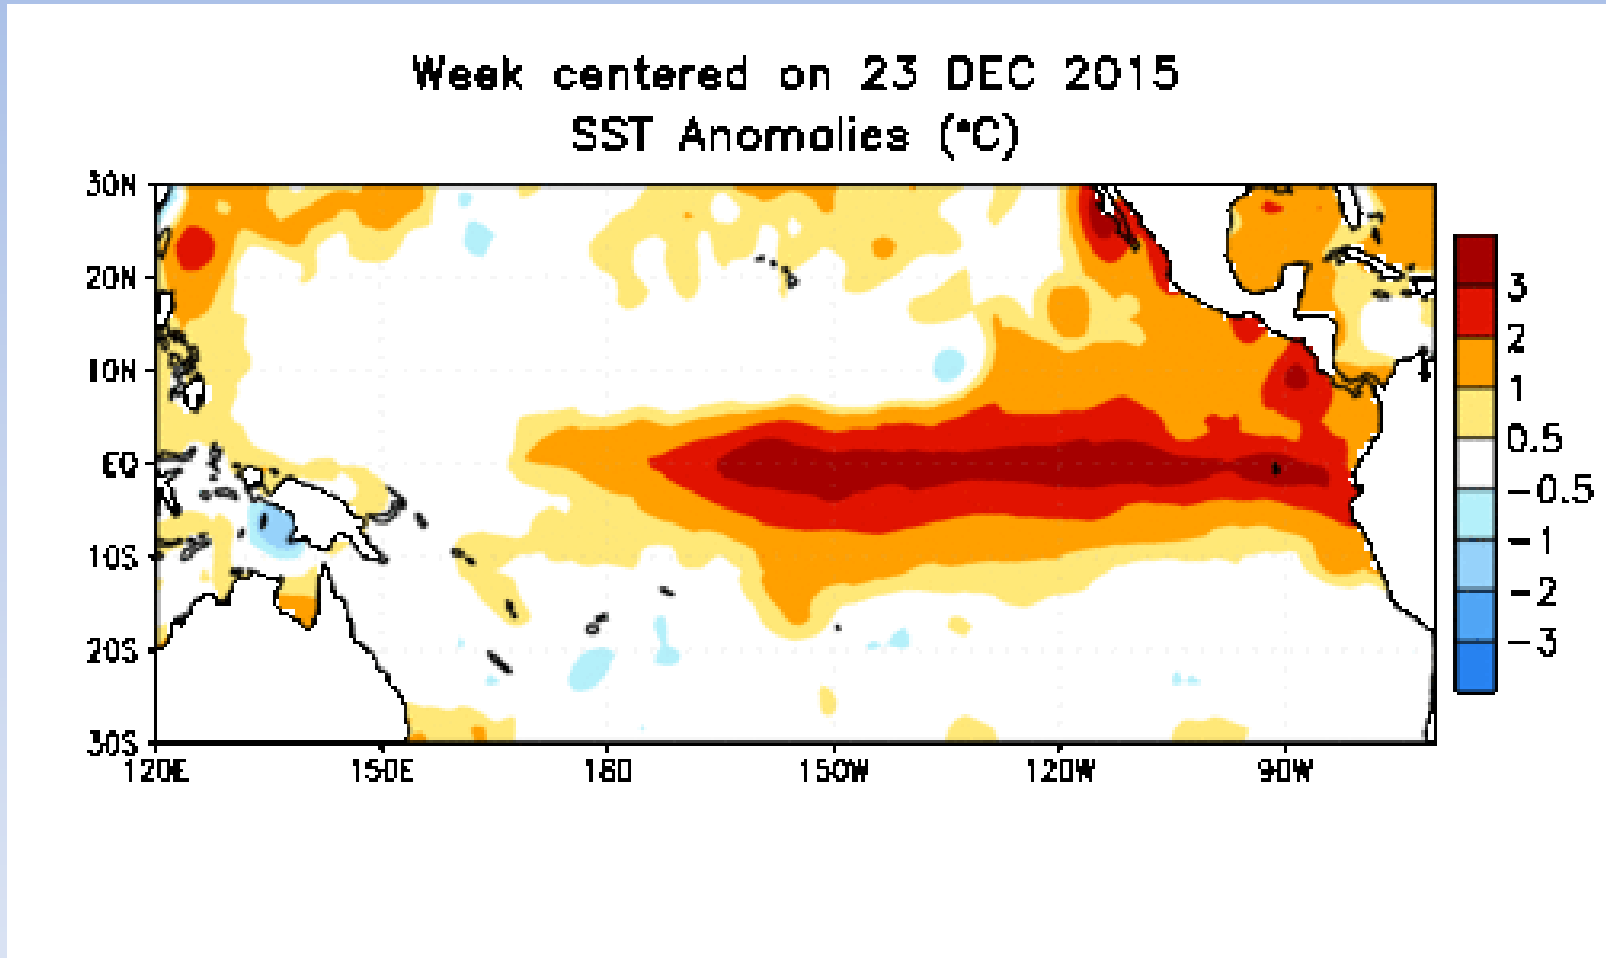 Week centered on 23 DEC 2015
SST Anomalies (°C)
30N
20N
10N
EQ
10S
20S
30S
120E 150E 180 150W 120W 90W
3
2
1
0.5
-0.5
-1
-2
-3